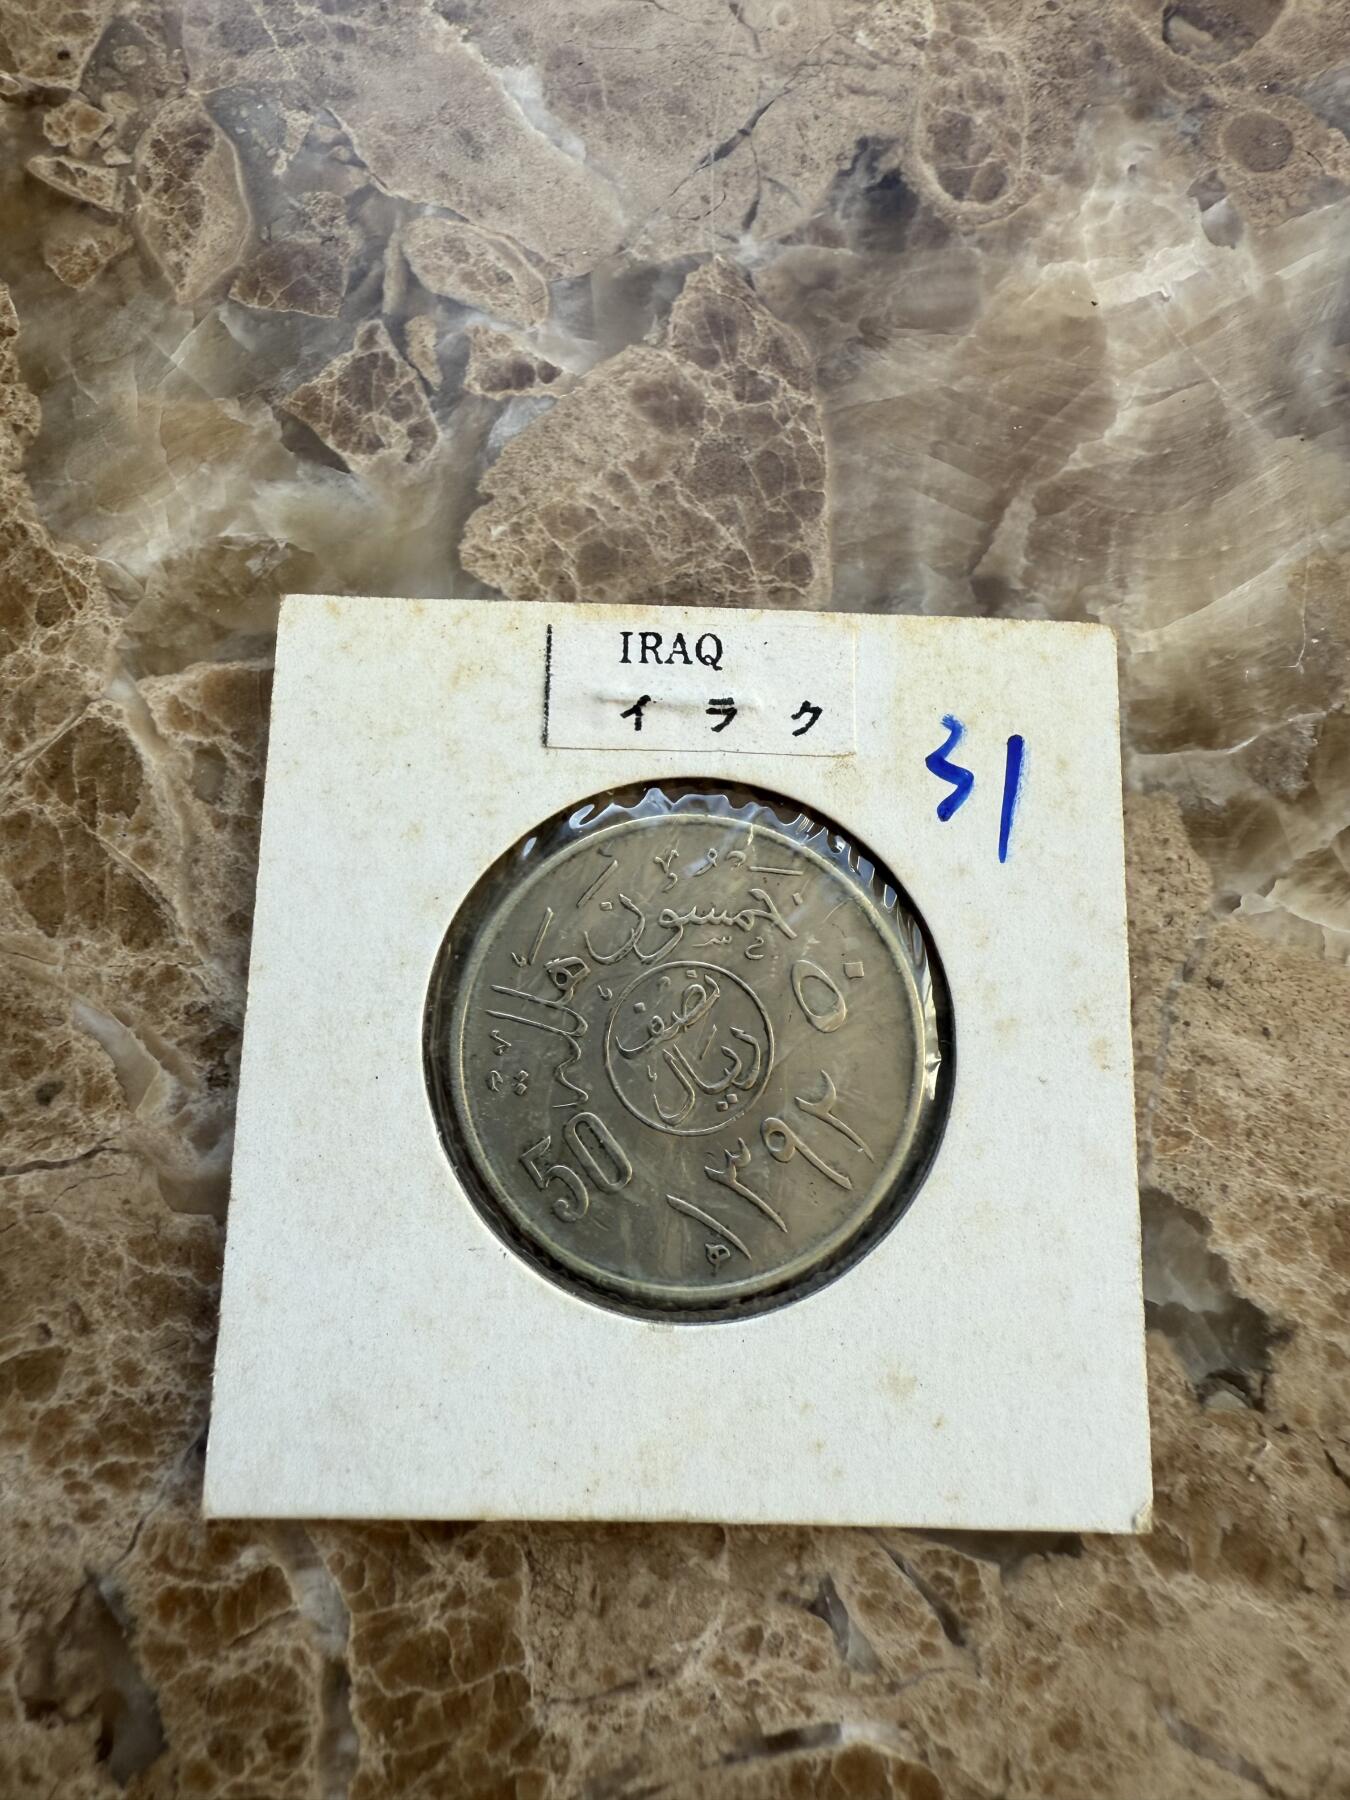 IRAQ
イラク
31
خمسون هللة
٥٠
نصف
ريال
50
١٣٩٢
ه